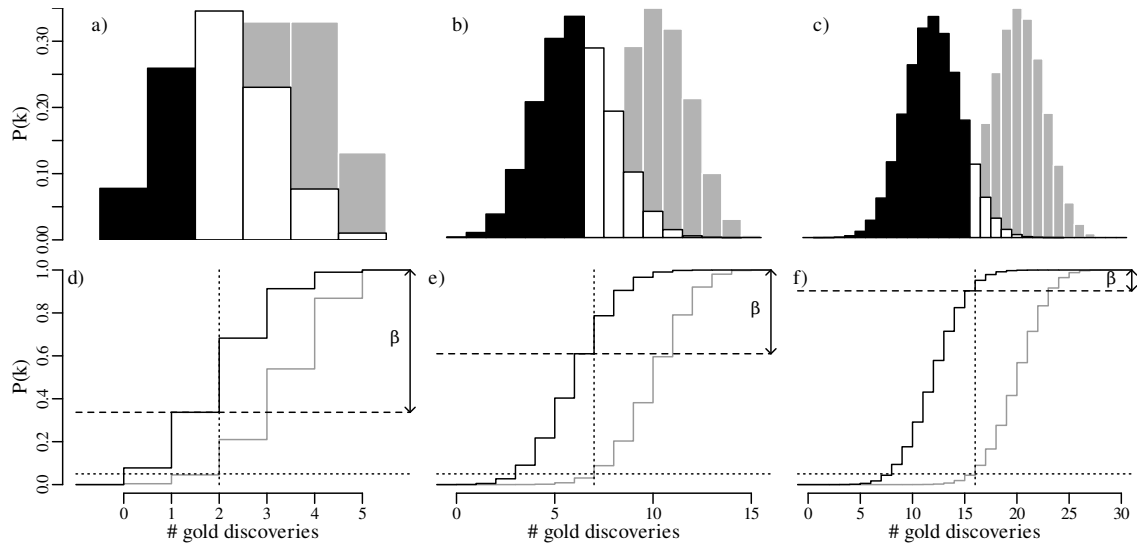 a)
b)
c)
P(k)
0.00 0.10 0.20 0.30
d)
e)
f)
P(k)
0.0 0.2 0.4 0.6 0.8 1.0
β
β
β
0 1 2 3 4 5
# gold discoveries
0 5 10 15
# gold discoveries
0 5 10 15 20 25 30
# gold discoveries